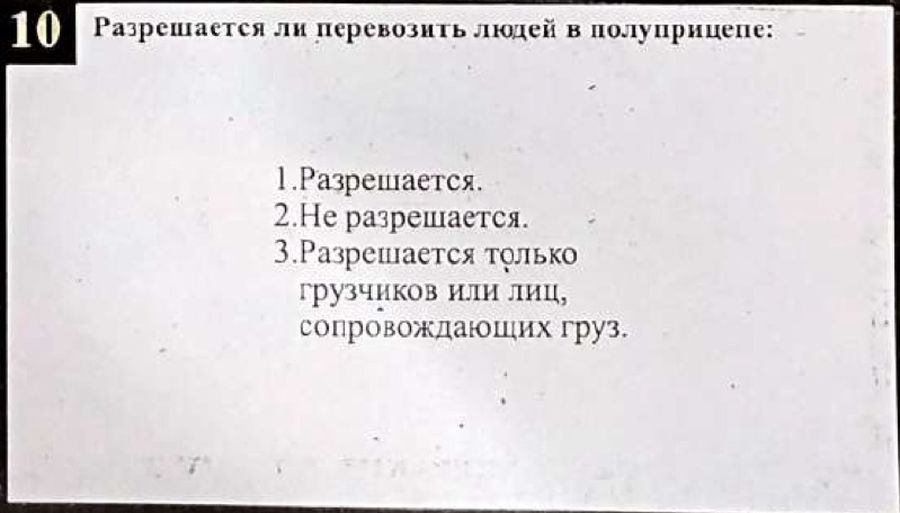 10 Разрешается ли перевозить людей в полуприцепе:
1.Разрешается.
2.Не разрешается.
3.Разрешается только
грузчиков или лиц,
сопровождающих груз.